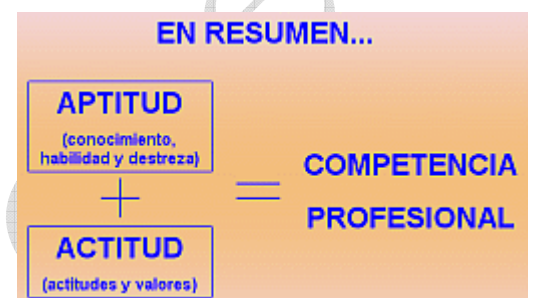 EN RESUMEN...
APTITUD
(conocimiento,
habilidad y destreza)
+
ACTITUD
(actitudes y valores)
=
COMPETENCIA
PROFESIONAL